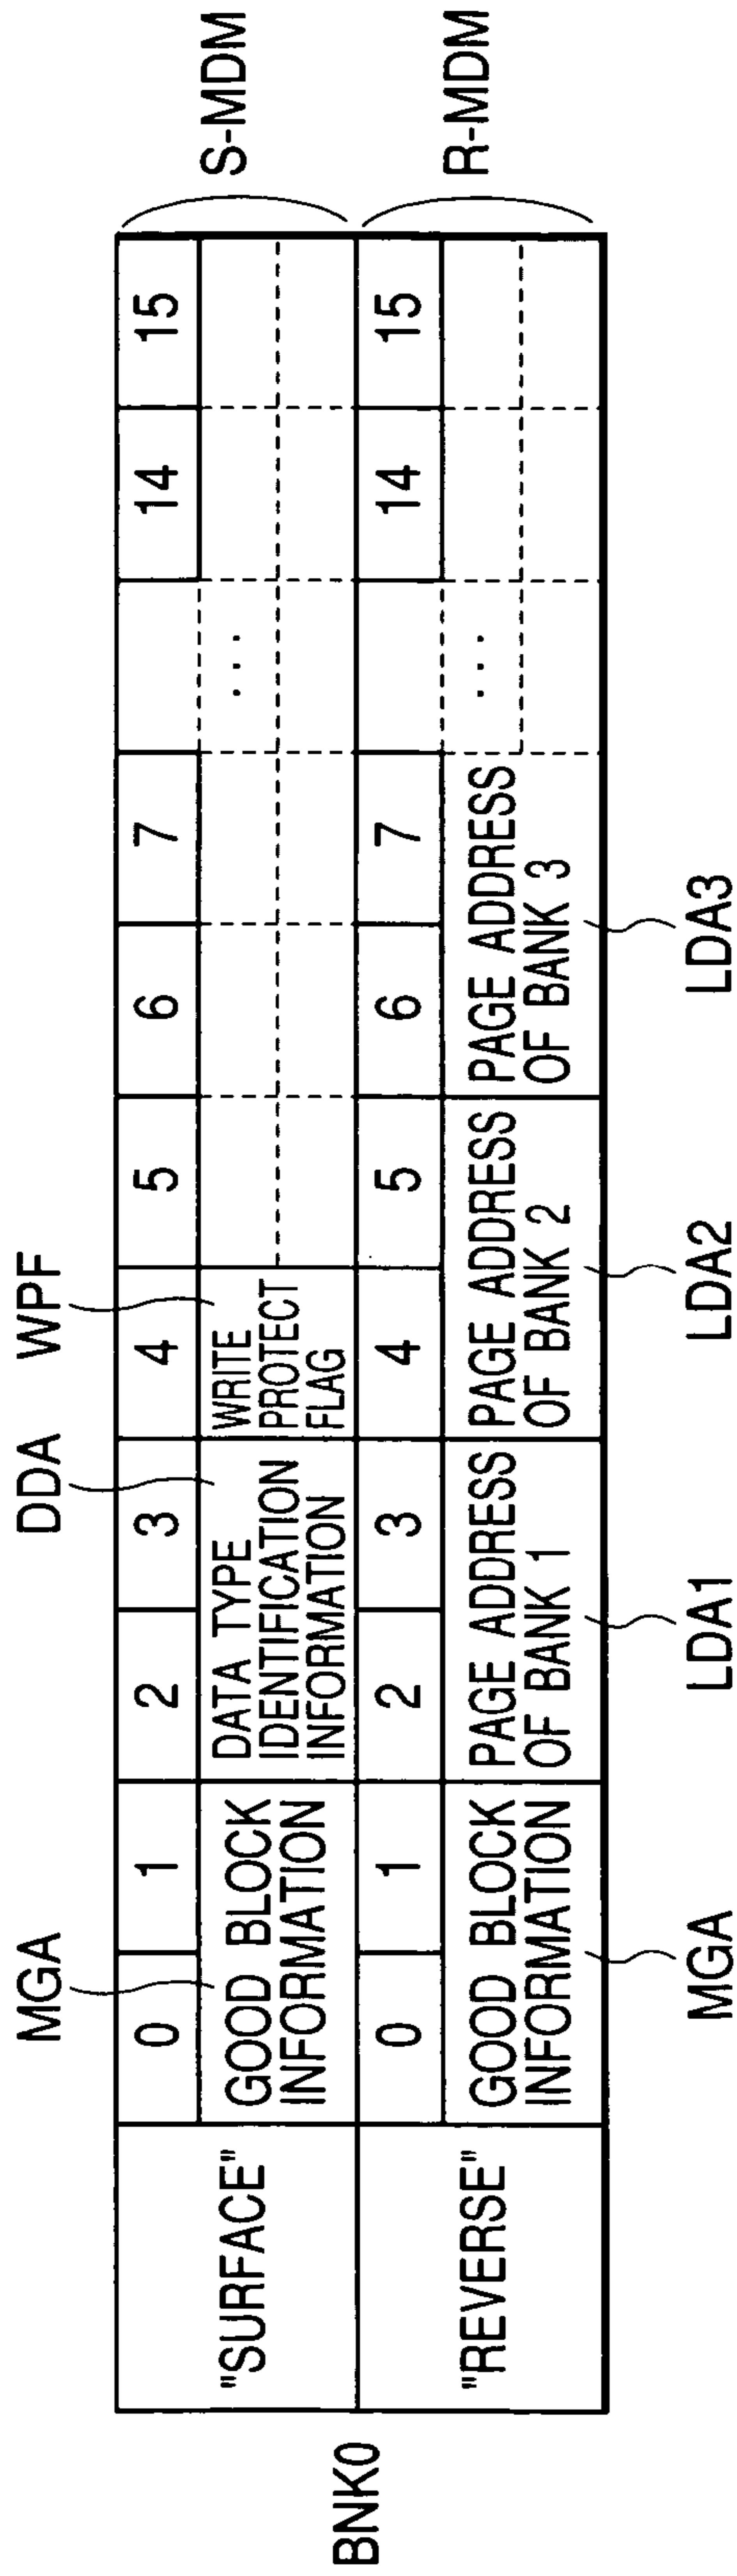 MGA DDA WPF
BNK0
"SURFACE"
0 1 2 3 4 5 6 7 14 15
GOOD BLOCK
INFORMATION
DATA TYPE
IDENTIFICATION
INFORMATION
WRITE
PROTECT
FLAG
...
S-MDM
"REVERSE"
0 1 2 3 4 5 6 7 14 15
GOOD BLOCK
INFORMATION
PAGE ADDRESS
OF BANK 1
PAGE ADDRESS
OF BANK 2
PAGE ADDRESS
OF BANK 3
...
R-MDM
MGA LDA1 LDA2 LDA3